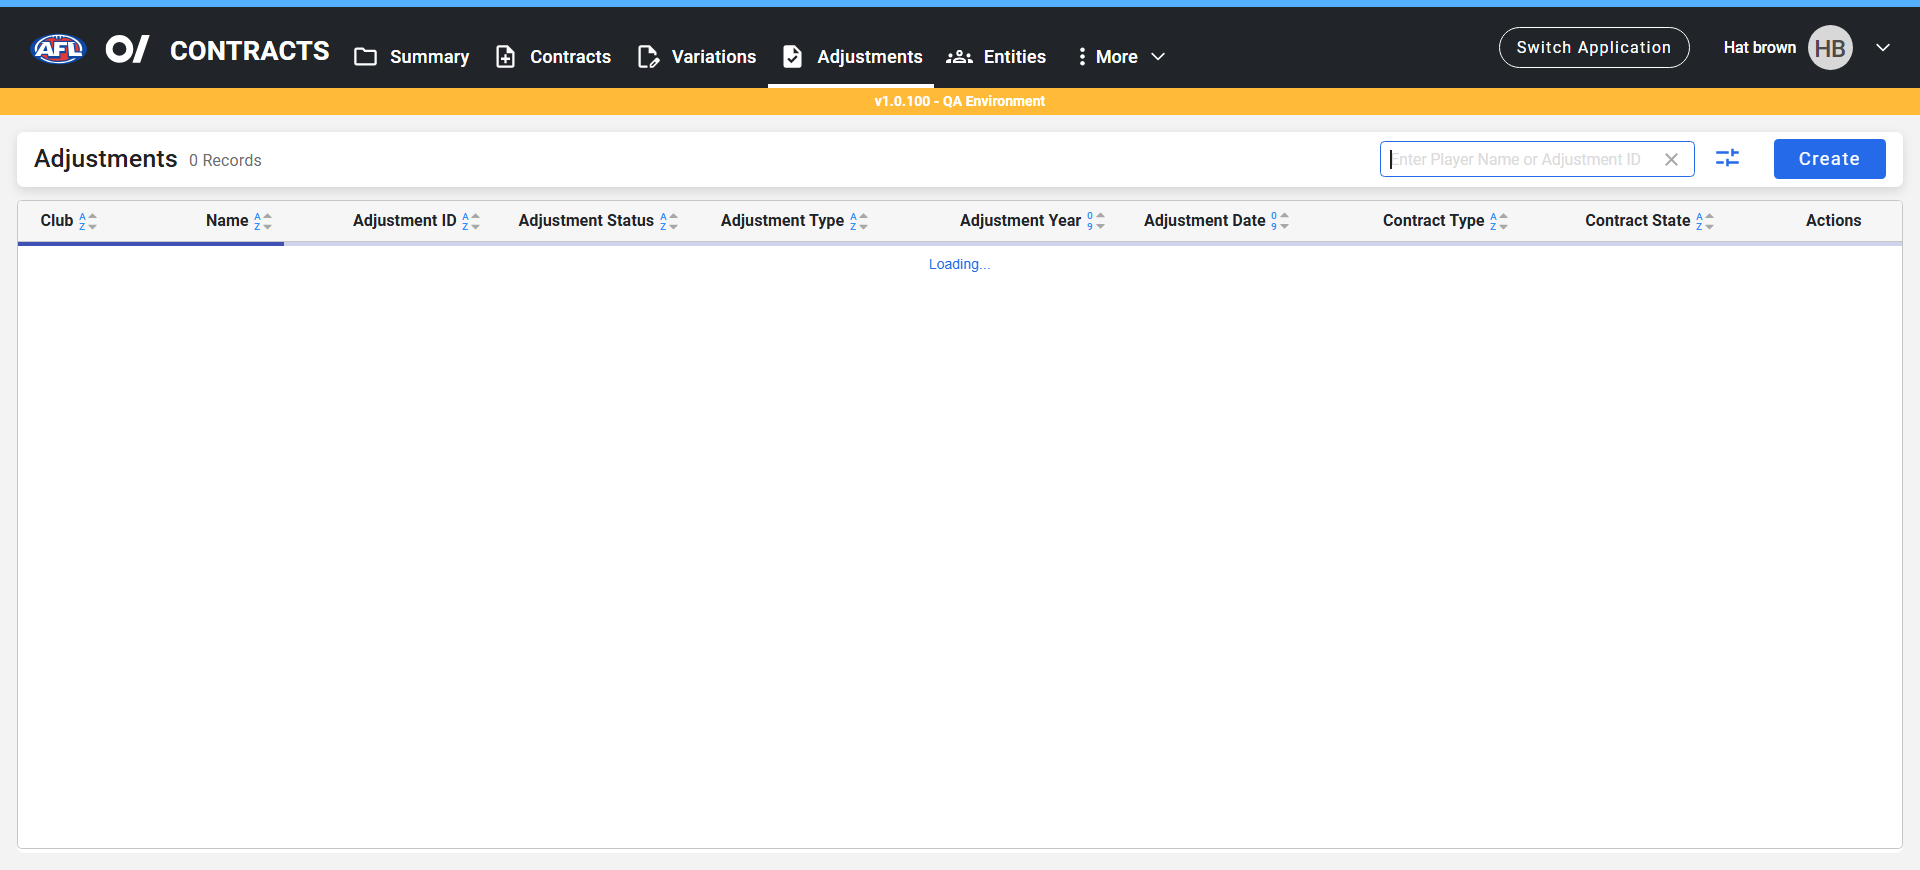 AFL O/ CONTRACTS Summary Contracts Variations Adjustments Entities More Switch Application Hat brown HB
v1.0.100 - QA Environment
Adjustments 0 Records Enter Player Name or Adjustment ID Create
Club Name Adjustment ID Adjustment Status Adjustment Type Adjustment Year Adjustment Date Contract Type Contract State Actions
Loading...